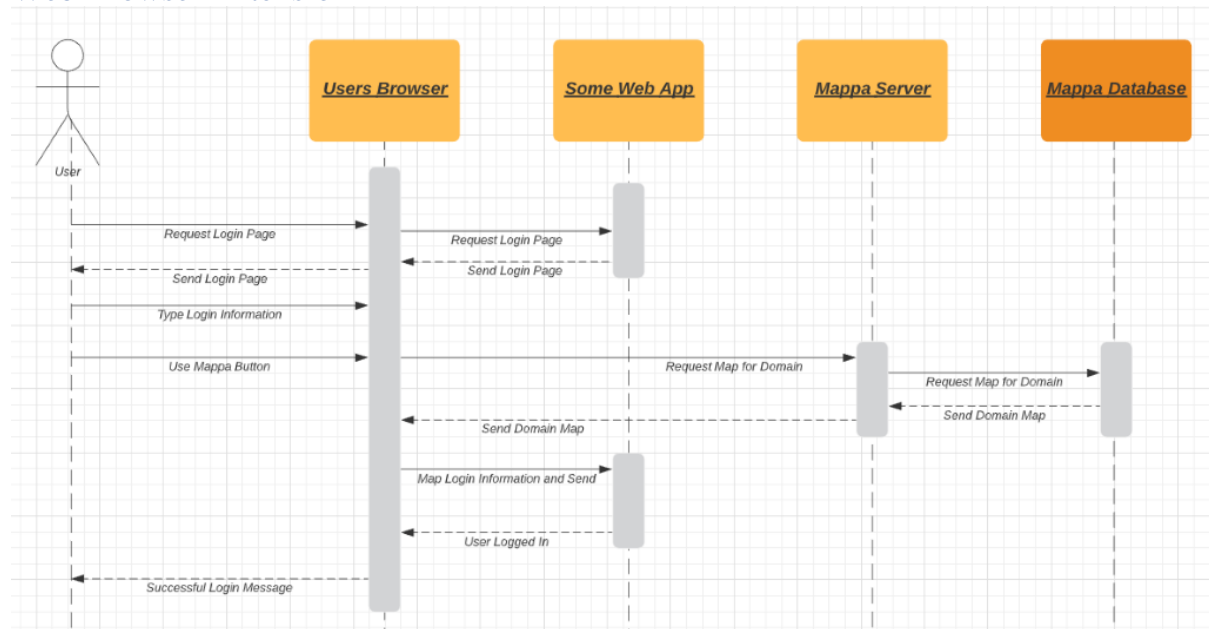 Users Browser
Some Web App
Mappa Server
Mappa Database
User
Request Login Page
Request Login Page
Send Login Page
Send Login Page
Type Login Information
Use Mappa Button
Request Map for Domain
Request Map for Domain
Send Domain Map
Send Domain Map
Map Login Information and Send
User Logged In
Successful Login Message